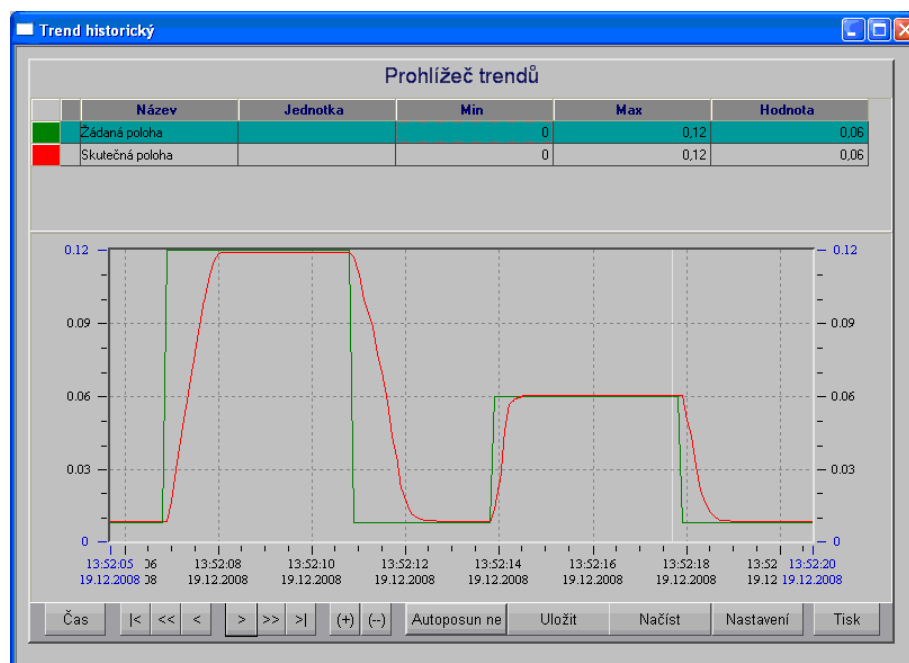 Trend historický
Prohlížeč trendů
Název Jednotka Min Max Hodnota
Žádaná poloha 0 0,12 0,06
Skutečná poloha 0 0,12 0,06
0.12 0.12
0.09 0.09
0.06 0.06
0.03 0.03
0 0
13:52:05 06 13:52:08 13:52:10 13:52:12 13:52:14 13:52:16 13:52:18 13:52 13:52:20
19.12.2008 08 19.12.2008 19.12.2008 19.12.2008 19.12.2008 19.12.2008 19.12.2008 19.12 19.12.2008
Čas |< << < > >> >| (+) (--) Autoposun ne Uložit Načíst Nastavení Tisk